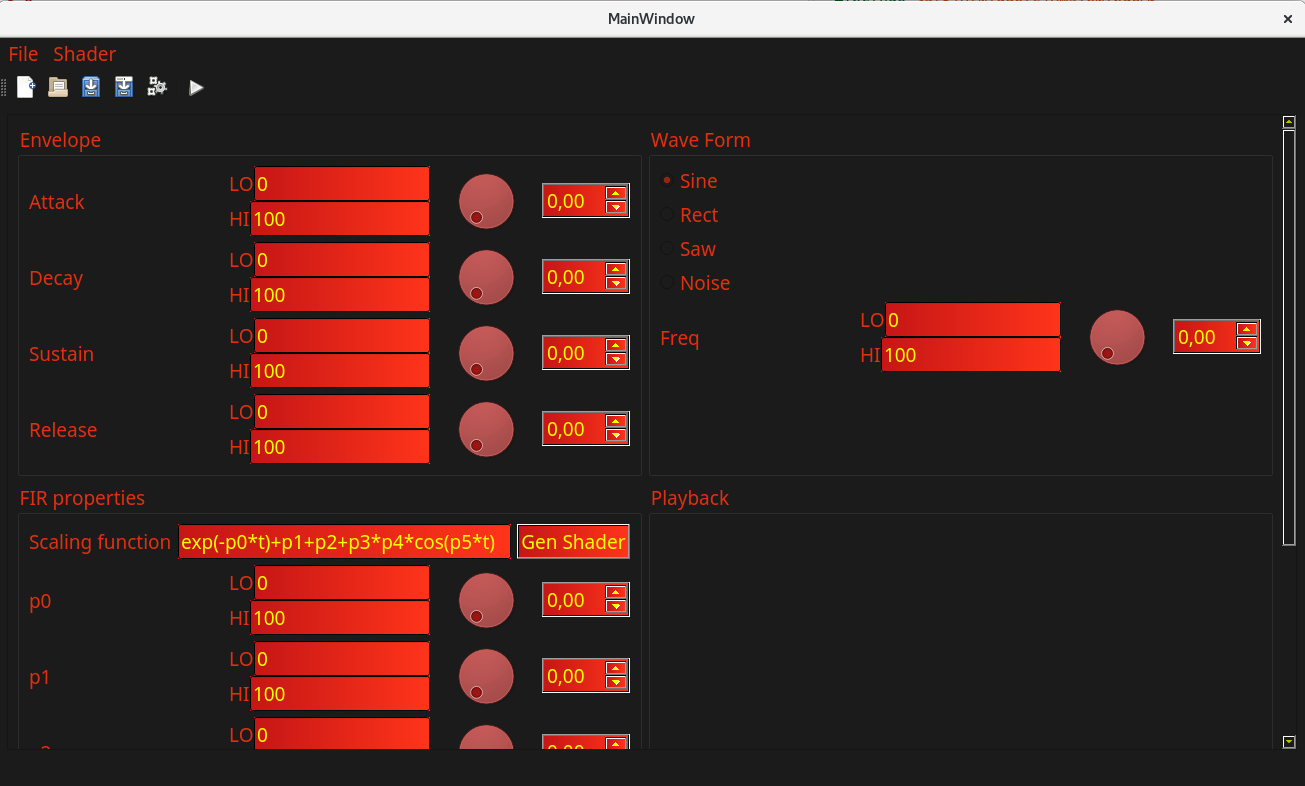 MainWindow
File Shader
Envelope
Attack LO 0 0,00
HI 100
Decay LO 0 0,00
HI 100
Sustain LO 0 0,00
HI 100
Release LO 0 0,00
HI 100
Wave Form
Sine
Rect
Saw
Noise
Freq LO 0 0,00
HI 100
FIR properties
Scaling function exp(-p0*t)+p1+p2+p3*p4*cos(p5*t) Gen Shader
p0 LO 0 0,00
HI 100
p1 LO 0 0,00
HI 100
LO 0
Playback